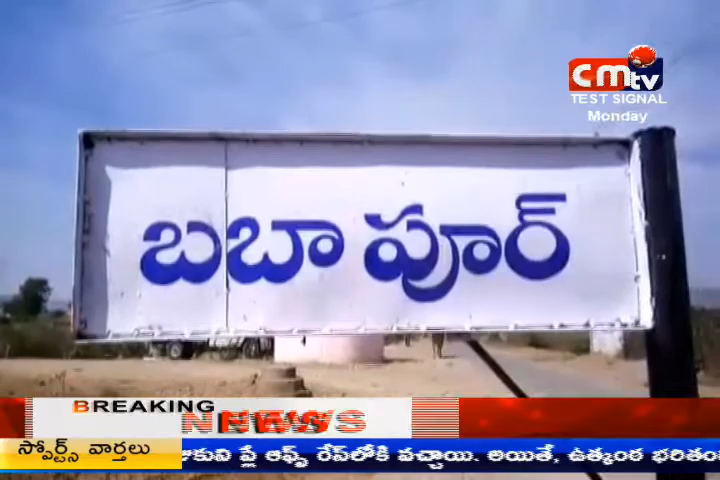 cmtv
TEST SIGNAL
Monday
బబాపూర్
BREAKING
NEWS
స్పోర్ట్స్ వార్తలు
ప్లే ఆఫ్స్ రేస్‌లోకి వచ్చాయి. అయితే, ఉత్కంఠ